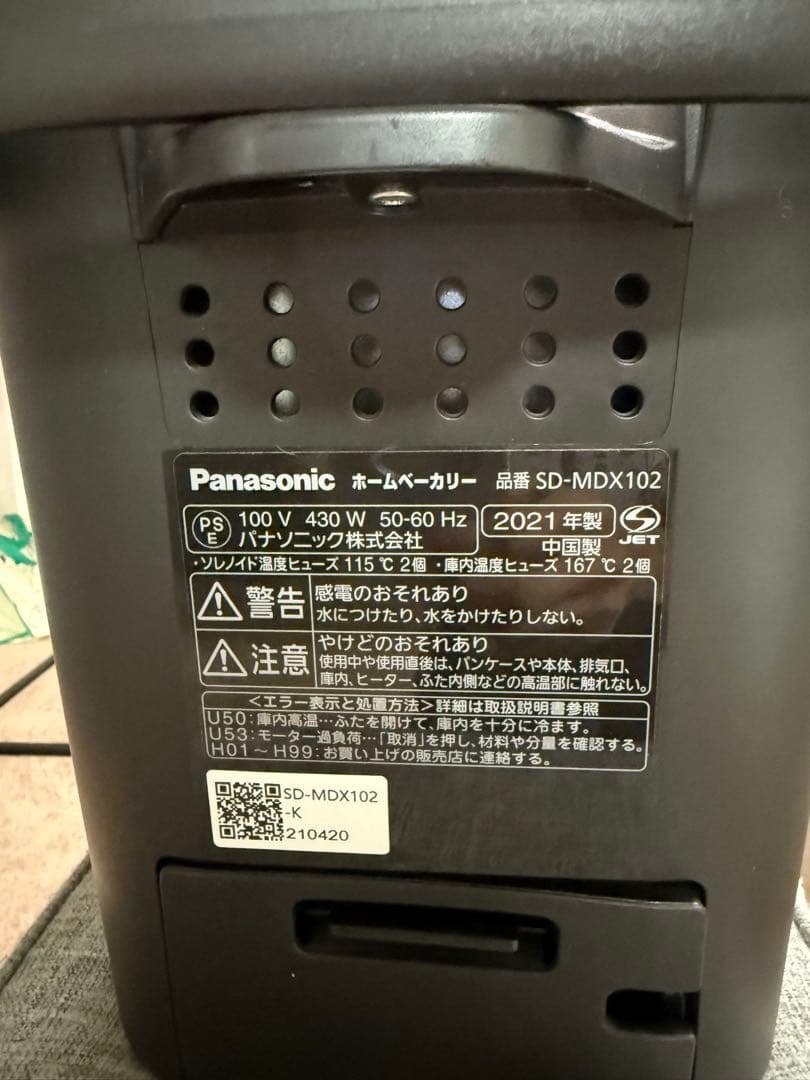 Panasonic ホームベーカリー 品番 SD-MDX102
PS E 100 V 430 W 50-60 Hz 2021 年製
パナソニック株式会社 中国製 JET
・ソレノイド温度ヒューズ 115 ℃ 2個 ・庫内温度ヒューズ 167 ℃ 2個
警告 感電のおそれあり
水につけたり、水をかけたりしない。
注意 やけどのおそれあり
使用中や使用直後は、パンケースや本体、排気口、
庫内、ヒーター、ふた内側などの高温部に触れない。
<エラー表示と処置方法>詳細は取扱説明書参照
U50：庫内高温…ふたを開けて、庫内を十分に冷ます。
U53：モーター過負荷…「取消」を押し、材料や分量を確認する。
H01～H99：お買い上げの販売店に連絡する。
SD-MDX102
-K
210420